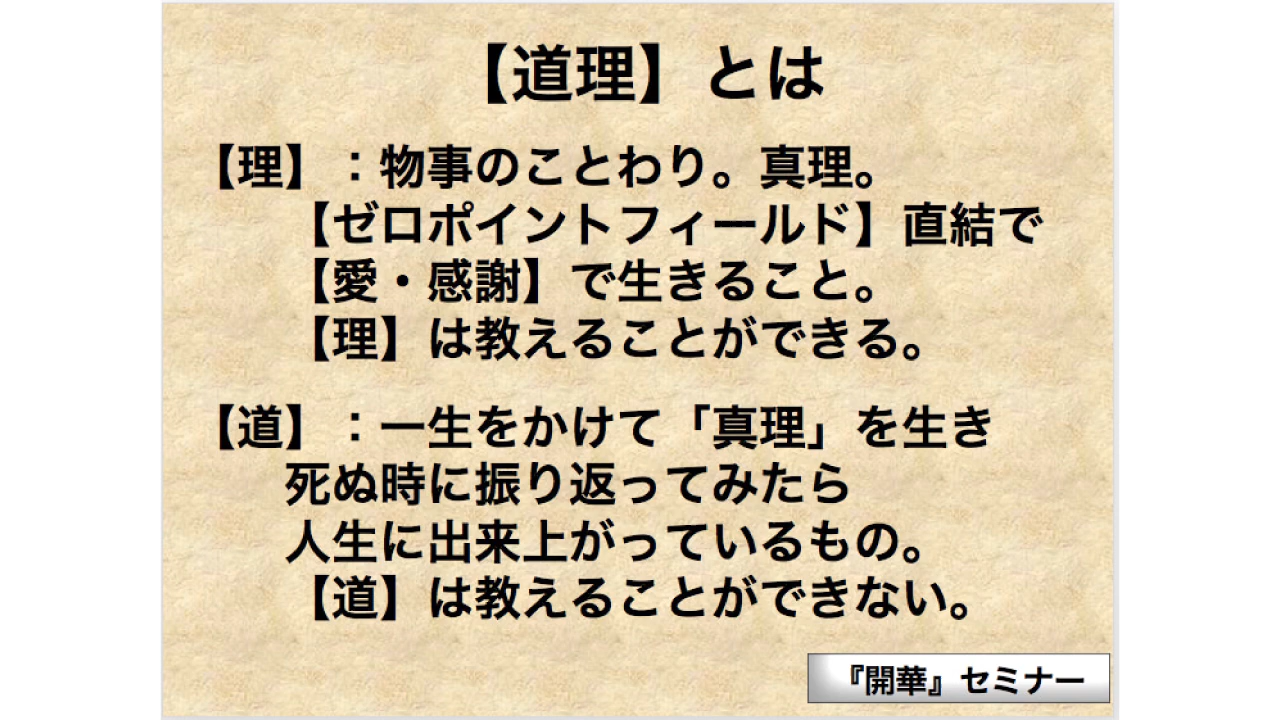 【道理】とは
【理】：物事のことわり。真理。
【ゼロポイントフィールド】直結で
【愛・感謝】で生きること。
【理】は教えることができる。
【道】：一生をかけて「真理」を生き
死ぬ時に振り返ってみたら
人生に出来上がっているもの。
【道】は教えることができない。
『開華』セミナー